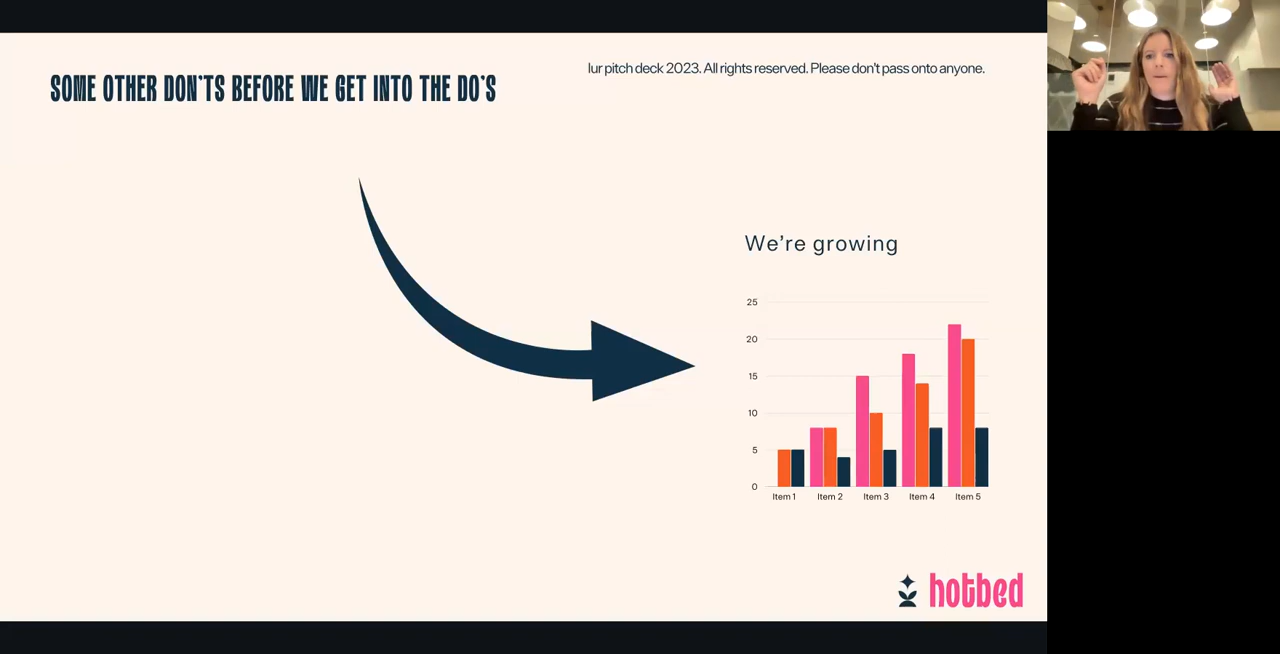 SOME OTHER DON'TS BEFORE WE GET INTO THE DO'S
Iur pitch deck 2023. All rights reserved. Please don't pass onto anyone.
We're growing
25
20
15
10
5
0
Item 1 Item 2 Item 3 Item 4 Item 5
hotbed